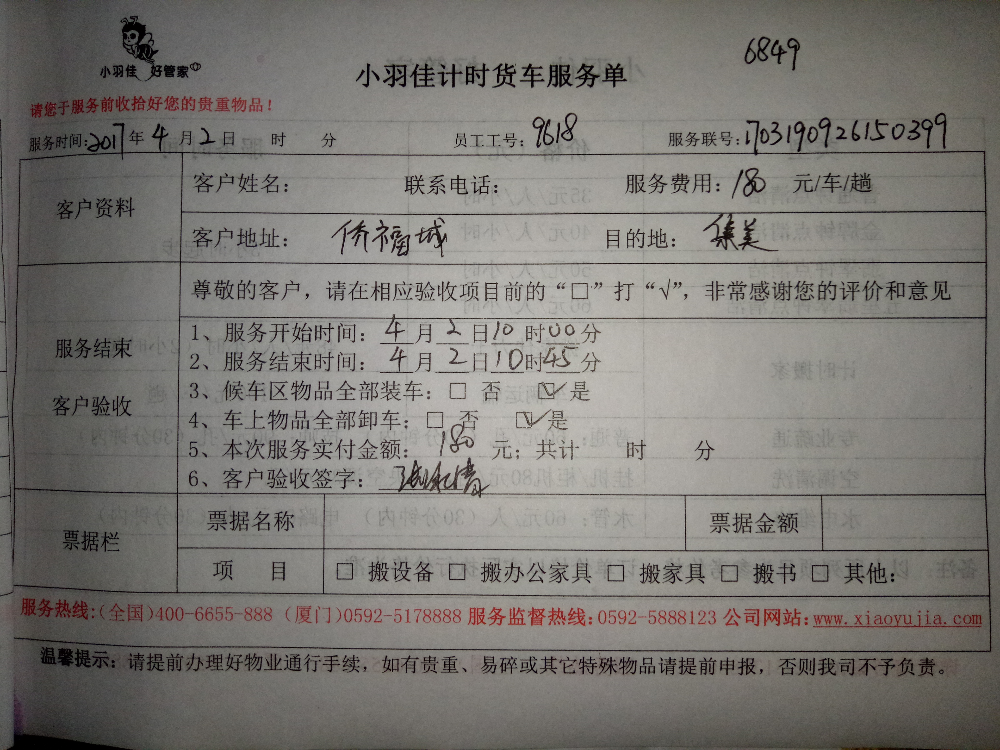 小羽佳 好管家
6849
小羽佳计时货车服务单
请您于服务前收拾好您的贵重物品！
服务时间:2017年4月2日 时 分 员工工号:9618 服务联号:1703190926150399
客户资料
客户姓名： 联系电话： 服务费用：180 元/车/趟
客户地址： 侨福城 目的地： 集美
服务结束
客户验收
尊敬的客户，请在相应验收项目前的“□”打“√”，非常感谢您的评价和意见
1、服务开始时间：4月2日10时00分
2、服务结束时间：4月2日10时45分
3、候车区物品全部装车：□ 否 ☑是
4、车上物品全部卸车：□ 否 ☑是
5、本次服务实付金额：180元；共计 时 分
6、客户验收签字：
票据栏
票据名称 票据金额
项 目 □ 搬设备 □ 搬办公家具 □ 搬家具 □ 搬书 □ 其他：
服务热线:(全国)400-6655-888 (厦门)0592-5178888 服务监督热线:0592-5888123 公司网站:www.xiaoyujia.com
温馨提示：请提前办理好物业通行手续，如有贵重、易碎或其它特殊物品请提前申报，否则我司不予负责。